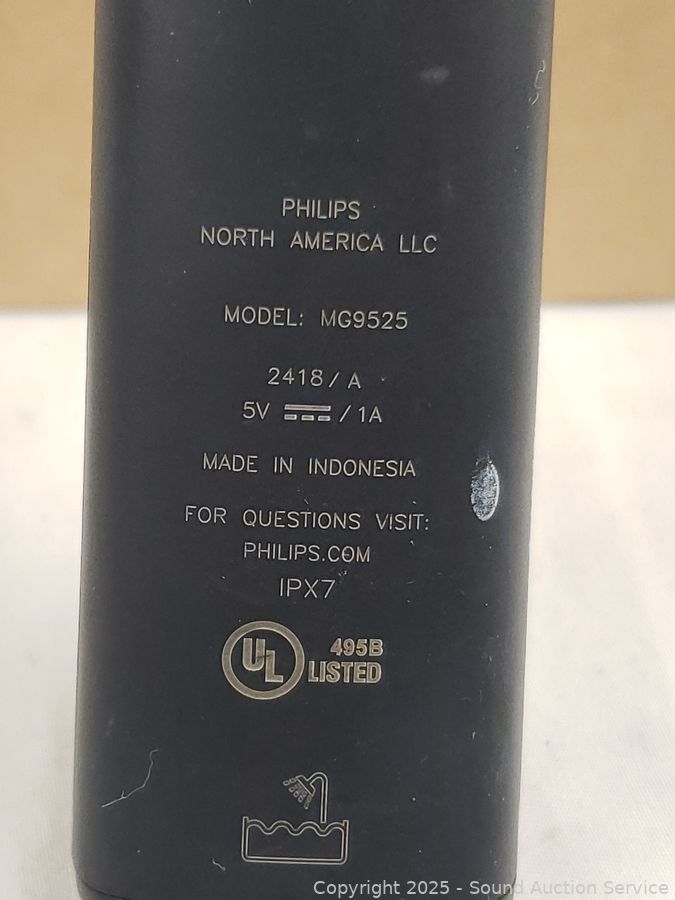 PHILIPS
NORTH AMERICA LLC
MODEL: MG9525
2418/ A
5V ⎓ / 1A
MADE IN INDONESIA
FOR QUESTIONS VISIT:
PHILIPS.COM
IPX7
UL 495B
LISTED
Copyright 2025 - Sound Auction Service